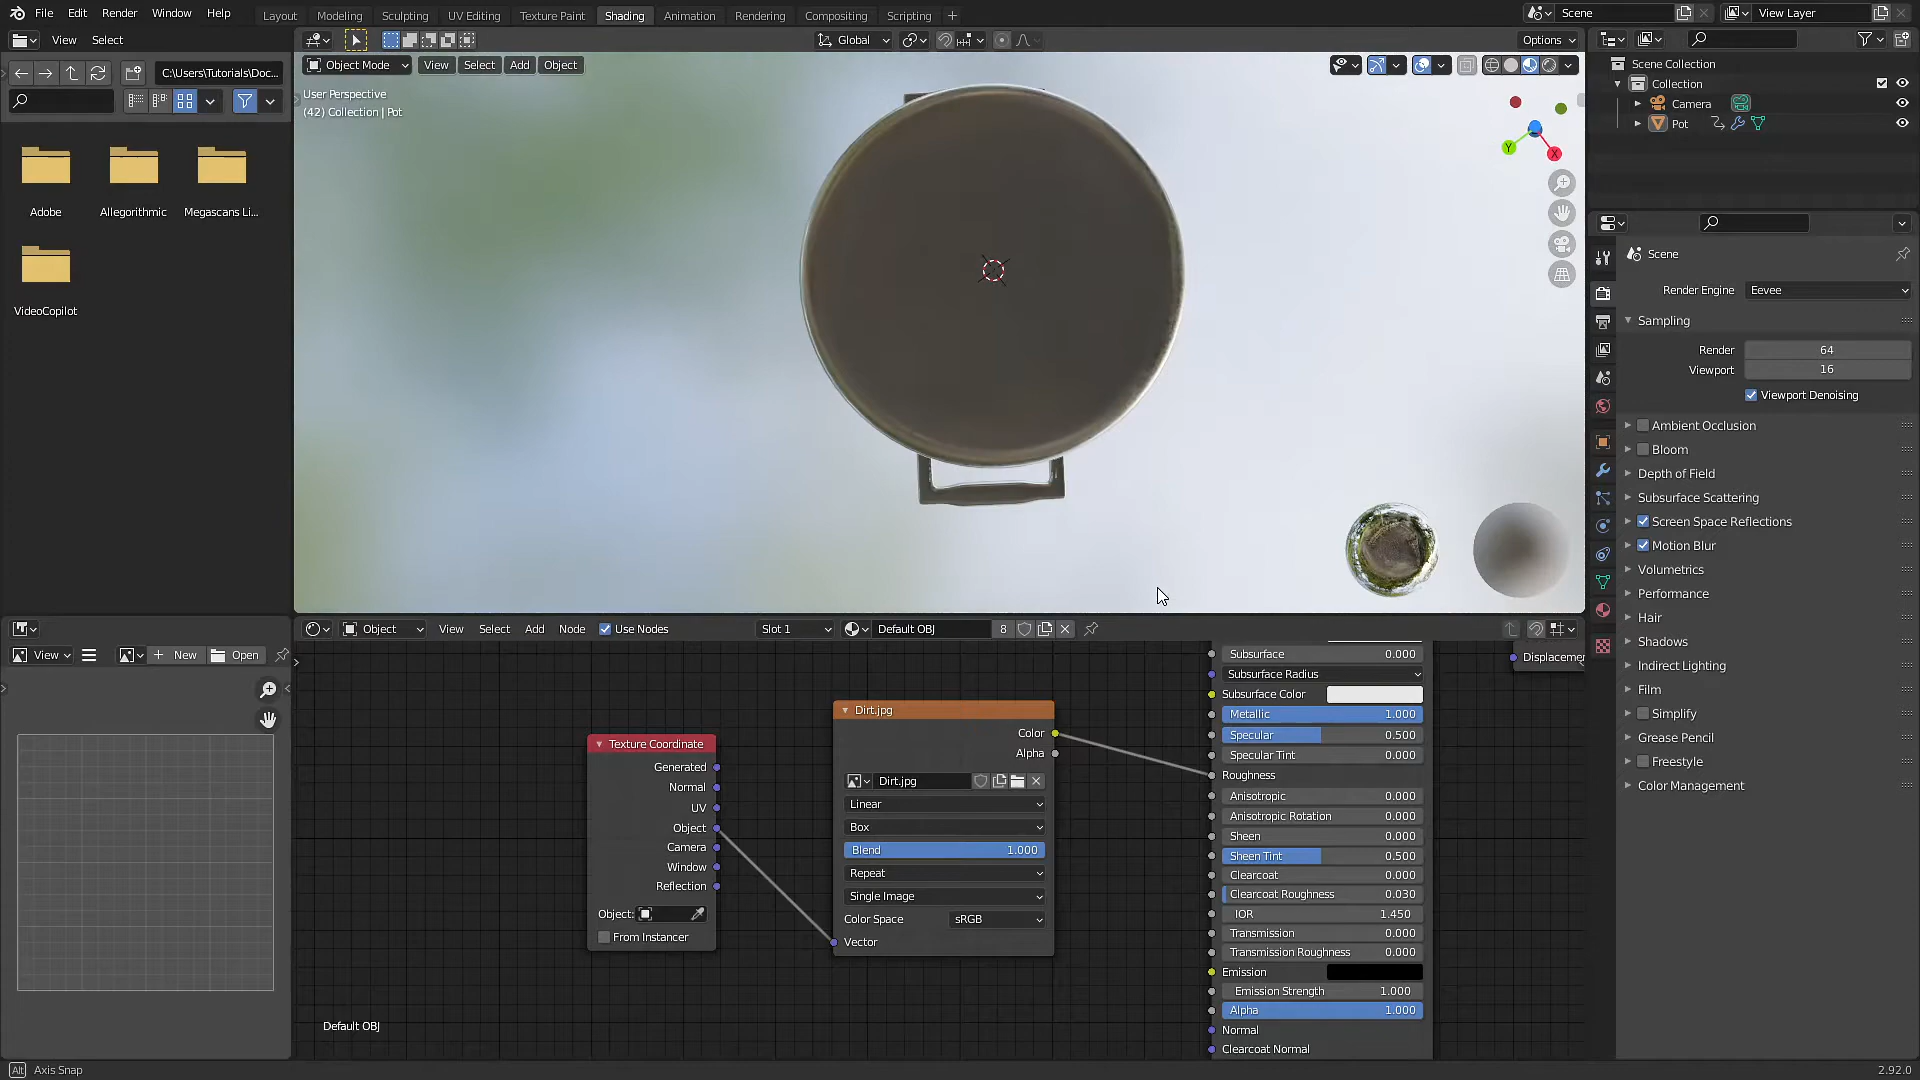 File Edit Render Window Help
Layout Modeling Sculpting UV Editing Texture Paint Shading Animation Rendering Compositing Scripting +
Scene
View Layer
View Select
C:\Users\Tutorials\Doc...
Adobe
Allegorithmic
Megascans Li...
VideoCopilot
Global
Options
Object Mode View Select Add Object
User Perspective
(42) Collection | Pot
Y
X
Scene Collection
Collection
Camera
Pot
Scene
Render Engine Eevee
Sampling
Render 64
Viewport 16
Viewport Denoising
Ambient Occlusion
Bloom
Depth of Field
Subsurface Scattering
Screen Space Reflections
Motion Blur
Volumetrics
Performance
Hair
Shadows
Indirect Lighting
Film
Simplify
Grease Pencil
Freestyle
Color Management
View
New
Open
Object View Select Add Node Use Nodes Slot 1 Default OBJ 8
Texture Coordinate
Generated
Normal
UV
Object
Camera
Window
Reflection
Object:
From Instancer
Dirt.jpg
Color
Alpha
Dirt.jpg
Linear
Box
Blend 1.000
Repeat
Single Image
Color Space sRGB
Vector
Subsurface 0.000
Subsurface Radius
Subsurface Color
Metallic 1.000
Specular 0.500
Specular Tint 0.000
Roughness
Anisotropic 0.000
Anisotropic Rotation 0.000
Sheen 0.000
Sheen Tint 0.500
Clearcoat 0.000
Clearcoat Roughness 0.030
IOR 1.450
Transmission 0.000
Transmission Roughness 0.000
Emission
Emission Strength 1.000
Alpha 1.000
Normal
Clearcoat Normal
Displacemen
Default OBJ
Alt Axis Snap
2.92.0